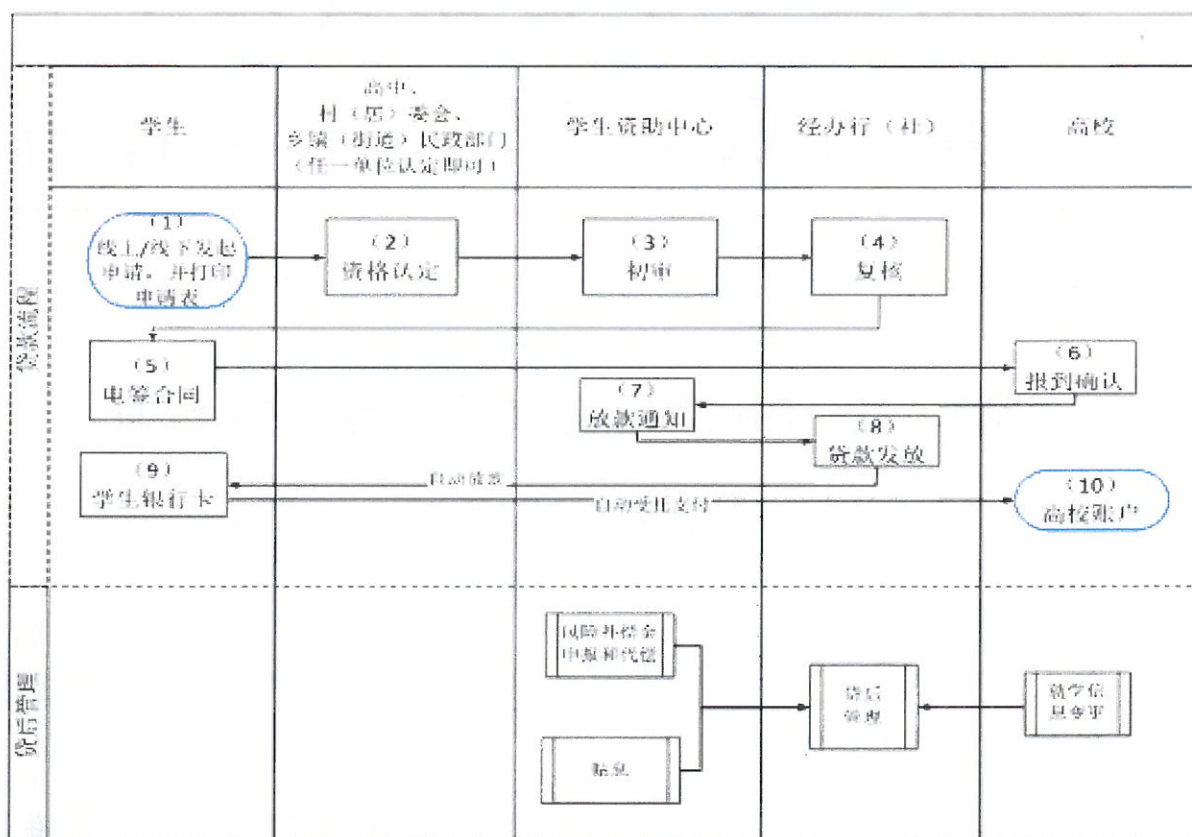 学生
高中、
村（居）委会、
乡镇（街道）民政部门
（任一单位认定即可）
学生资助中心
经办行（社）
高校
贷款流程
（1）
线上/线下发起
申请，并打印
申请表
（2）
资格认定
（3）
初审
（4）
复核
（5）
电签合同
（6）
报到确认
（7）
放款通知
（8）
贷款发放
（9）
学生银行卡
自动放款
自动受托支付
（10）
高校账户
贷后管理
风险补偿金
申报和代偿
贴息
贷后
管理
就学信
息变更